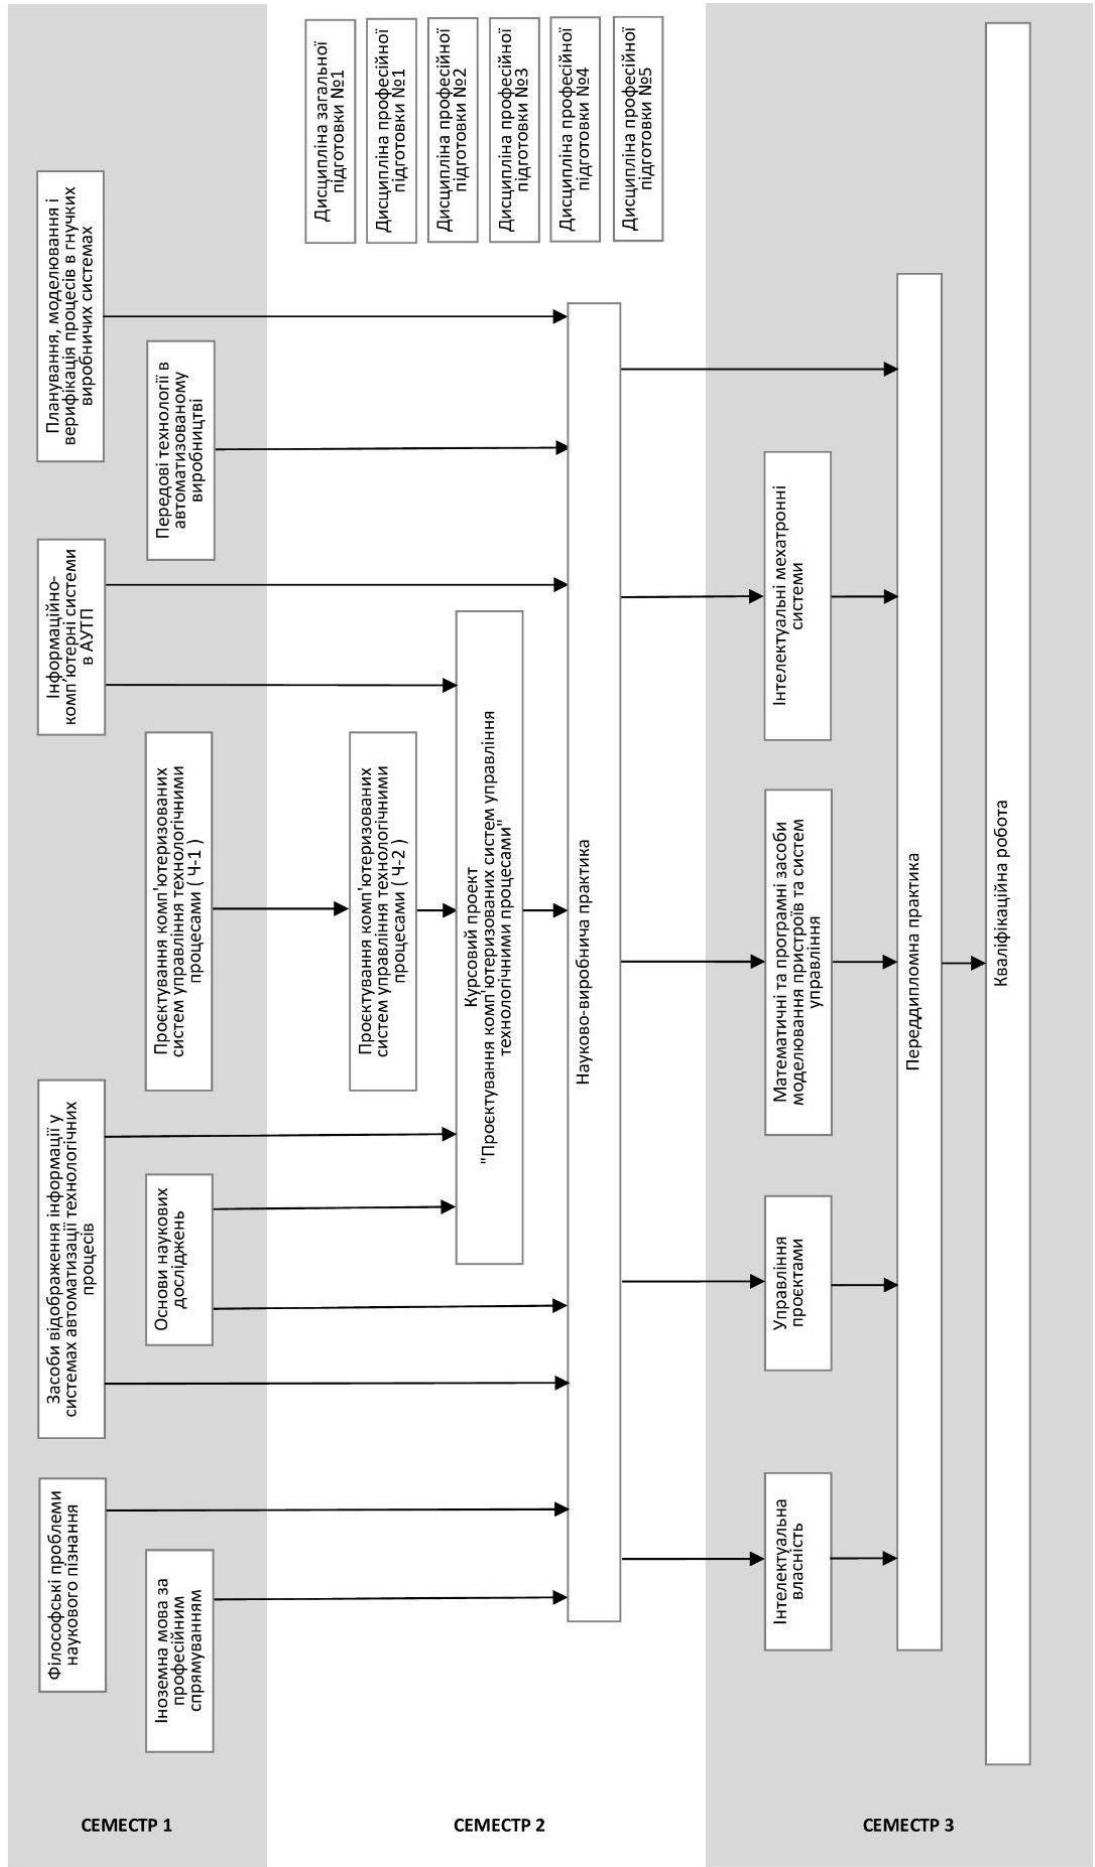 СЕМЕСТР 1
Філософські проблеми
наукового пізнання
Засоби відображення інформації у
системах автоматизації технологічних
процесів
Інформаційно-
комп'ютерні системи
в АУТП
Планування, моделювання і
верифікація процесів в гнучких
виробничих системах
Іноземна мова за
професійним
спрямуванням
Основи наукових
досліджень
Проєктування комп'ютеризованих
систем управління технологічними
процесами ( Ч-1 )
Передові технології в
автоматизованому
виробництві
СЕМЕСТР 2
Проєктування комп'ютеризованих
систем управління технологічними
процесами ( Ч-2 )
Курсовий проект
"Проєктування комп'ютеризованих систем управління
технологічними процесами"
Науково-виробнича практика
Дисципліна загальної
підготовки №1
Дисципліна професійної
підготовки №1
Дисципліна професійної
підготовки №2
Дисципліна професійної
підготовки №3
Дисципліна професійної
підготовки №4
Дисципліна професійної
підготовки №5
СЕМЕСТР 3
Інтелектуальна
власність
Управління
проєктами
Математичні та програмні засоби
моделювання пристроїв та систем
управління
Інтелектуальні мехатронні
системи
Переддипломна практика
Кваліфікаційна робота